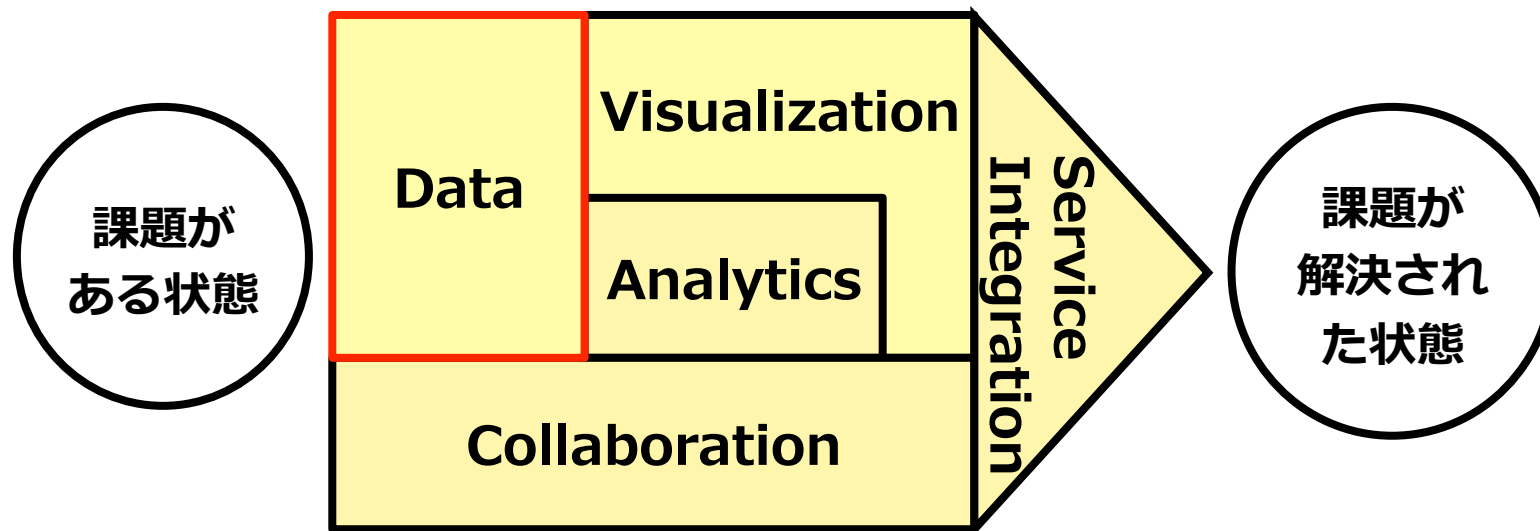 課題が
ある状態
Data
Visualization
Analytics
Collaboration
Service
Integration
課題が
解決され
た状態